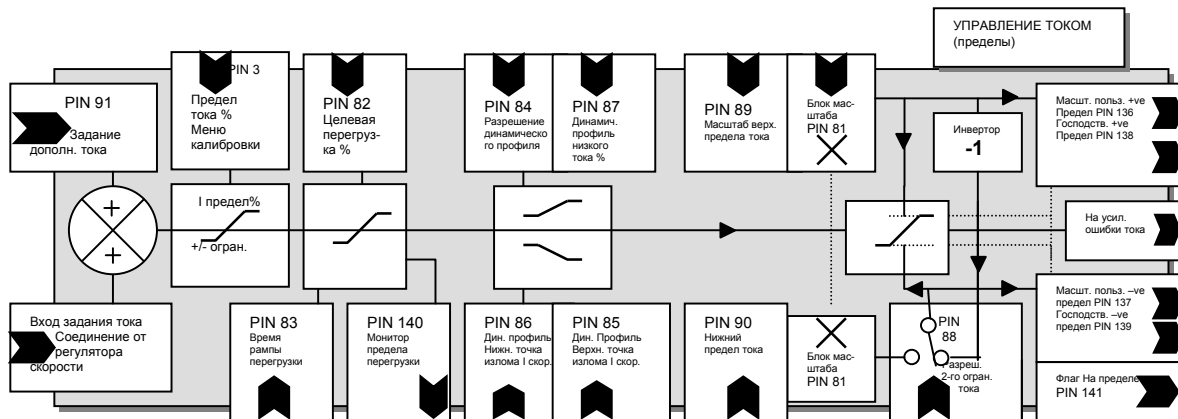 УПРАВЛЕНИЕ ТОКОМ
(пределы)
PIN 91
Задание
дополн. тока
PIN 3
Предел
тока %
Меню
калибровки
PIN 82
Целевая
перегруз-
ка %
PIN 84
Разрешение
динамическо
го профиля
PIN 87
Динамич.
профиль
низкого
тока %
PIN 89
Масштаб верх.
предела тока
Блок мас-
штаба
PIN 81
Инвертор
-1
Масшт. польз. +ve
Предел PIN 136
Господств. +ve
Предел PIN 138
+
+
I предел%
+/- огран.
На усил.
ошибки тока
Вход задания тока
Соединение от
регулятора
скорости
PIN 83
Время
рампы
перегрузки
PIN 140
Монитор
предела
перегрузки
PIN 86
Дин. профиль
Нижн. точка
излома I скор.
PIN 85
Дин. Профиль
Верхн. точка
излома I скор.
PIN 90
Нижний
предел тока
Блок мас-
штаба
PIN 81
PIN
88
Разреш.
2-го огран.
тока
Масшт. польз. –ve
предел PIN 137
Господств. –ve
предел PIN 139
Флаг На пределе
PIN 141